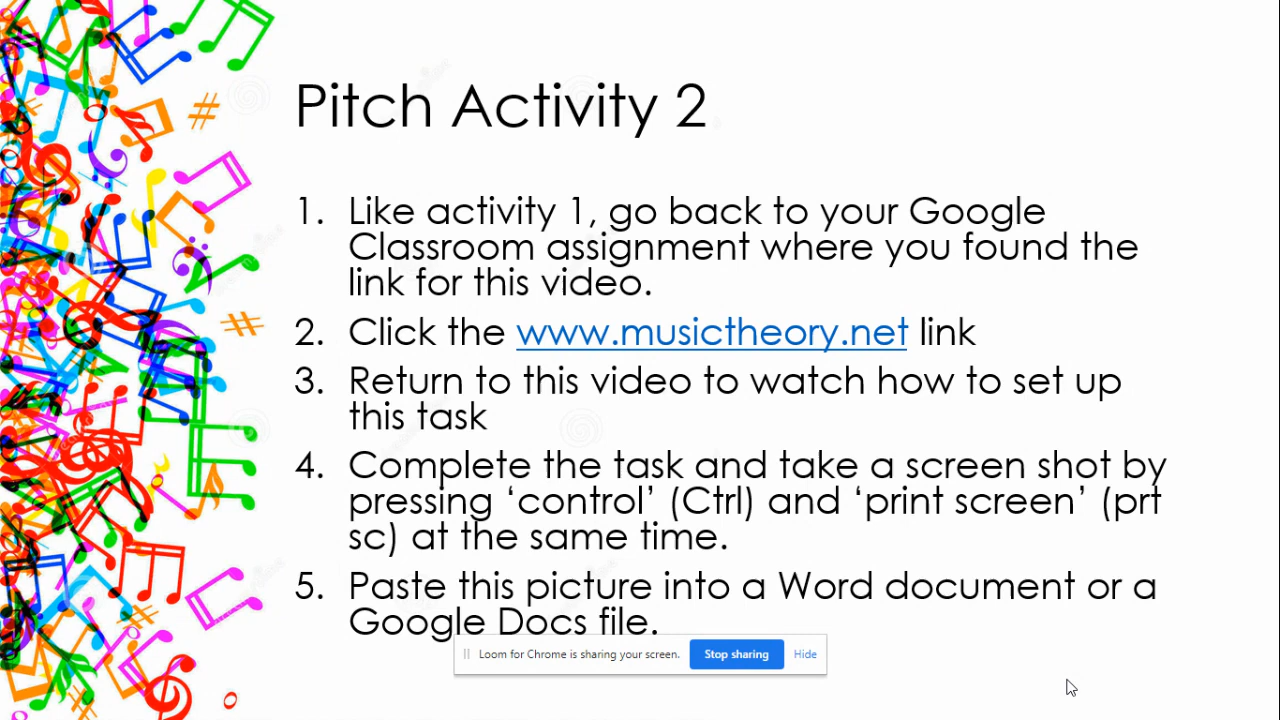 Pitch Activity 2
1. Like activity 1, go back to your Google
Classroom assignment where you found the
link for this video.
2. Click the www.musictheory.net link
3. Return to this video to watch how to set up
this task
4. Complete the task and take a screen shot by
pressing ‘control’ (Ctrl) and ‘print screen’ (prt
sc) at the same time.
5. Paste this picture into a Word document or a
Google Docs file.
Loom for Chrome is sharing your screen. Stop sharing Hide